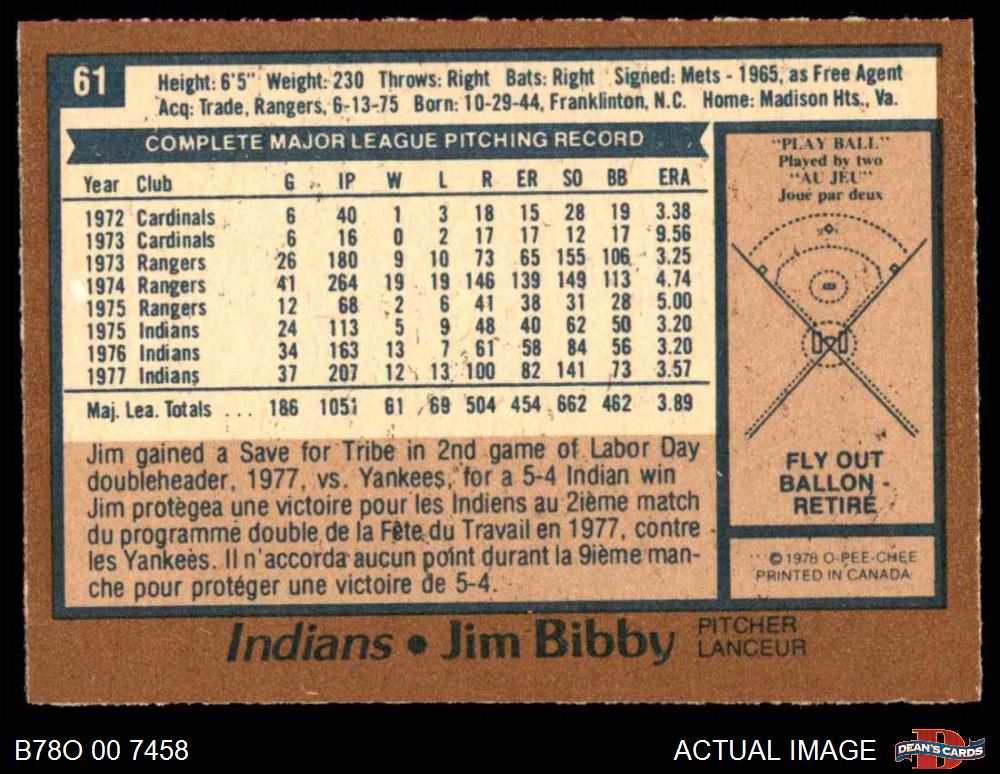 61
Height: 6'5" Weight: 230 Throws: Right Bats: Right Signed: Mets - 1965, as Free Agent
Acq: Trade, Rangers, 6-13-75 Born: 10-29-44, Franklinton, N.C. Home: Madison Hts., Va.
COMPLETE MAJOR LEAGUE PITCHING RECORD
Year Club G IP W L R ER SO BB ERA
1972 Cardinals 6 40 1 3 18 15 28 19 3.38
1973 Cardinals 6 16 0 2 17 17 12 17 9.56
1973 Rangers 26 180 9 10 73 65 155 106 3.25
1974 Rangers 41 264 19 19 146 139 149 113 4.74
1975 Rangers 12 68 2 6 41 38 31 28 5.00
1975 Indians 24 113 5 9 48 40 62 50 3.20
1976 Indians 34 163 13 7 61 58 84 56 3.20
1977 Indians 37 207 12 13 100 82 141 73 3.57
Maj. Lea. Totals ... 186 1051 61 69 504 454 662 462 3.89
Jim gained a Save for Tribe in 2nd game of Labor Day
doubleheader, 1977, vs. Yankees, for a 5-4 Indian win
Jim protègea une victoire pour les Indiens au 2ième match
du programme double de la Fête du Travail en 1977, contre
les Yankees. Il n'accorda aucun point durant la 9ième man-
che pour protéger une victoire de 5-4.
"PLAY BALL"
Played by two
"AU JEU"
Joué par deux
FLY OUT
BALLON -
RETIRÉ
© 1978 O-PEE-CHEE
PRINTED IN CANADA
Indians • Jim Bibby
PITCHER
LANCEUR
B78O 00 7458
ACTUAL IMAGE
DEAN'S CARDS